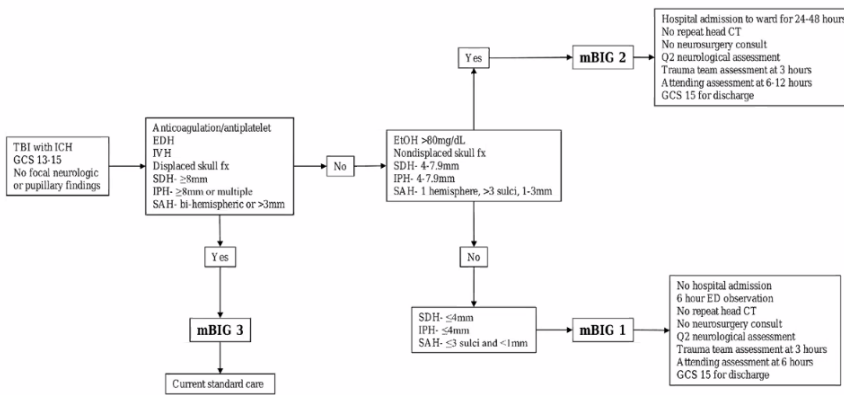 TBI with ICH
GCS 13-15
No focal neurologic
or pupillary findings
Anticoagulation/antiplatelet
EDH
IVH
Displaced skull fx
SDH- ≥8mm
IPH- ≥8mm or multiple
SAH- bi-hemispheric or >3mm
Yes
mBIG 3
Current standard care
No
EtOH >80mg/dL
Nondisplaced skull fx
SDH- 4-7.9mm
IPH- 4-7.9mm
SAH- 1 hemisphere, >3 sulci, 1-3mm
Yes
mBIG 2
Hospital admission to ward for 24-48 hours
No repeat head CT
No neurosurgery consult
Q2 neurological assessment
Trauma team assessment at 3 hours
Attending assessment at 6-12 hours
GCS 15 for discharge
No
SDH- ≤4mm
IPH- ≤4mm
SAH- ≤3 sulci and <1mm
mBIG 1
No hospital admission
6 hour ED observation
No repeat head CT
No neurosurgery consult
Q2 neurological assessment
Trauma team assessment at 3 hours
Attending assessment at 6 hours
GCS 15 for discharge